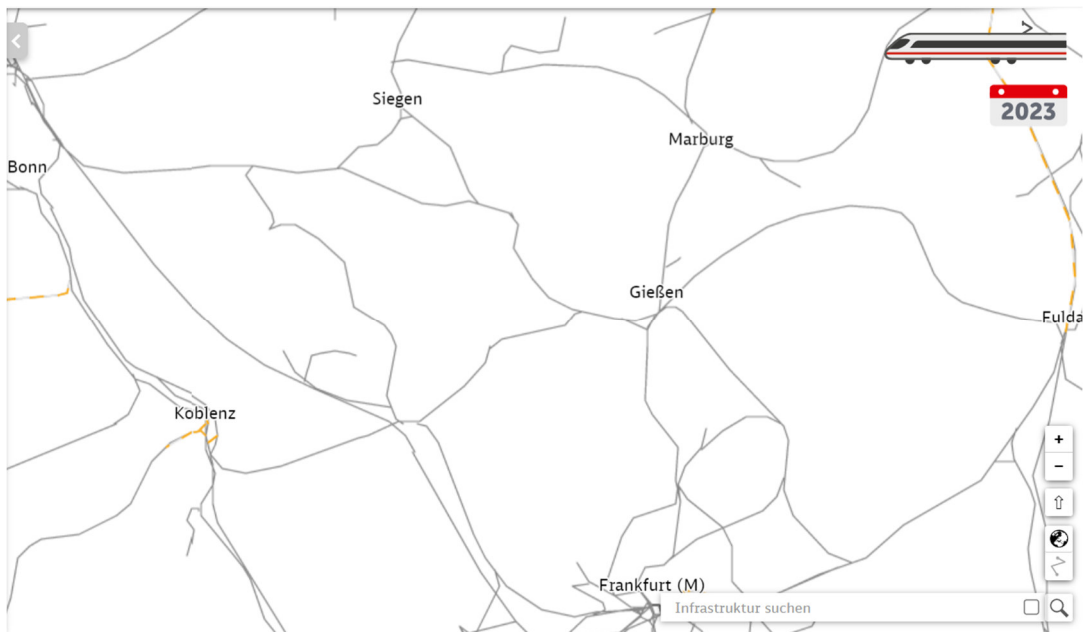 Siegen
2023
Marburg
Bonn
Gießen
Fulda
Koblenz
+
−
Frankfurt (M)
Infrastruktur suchen